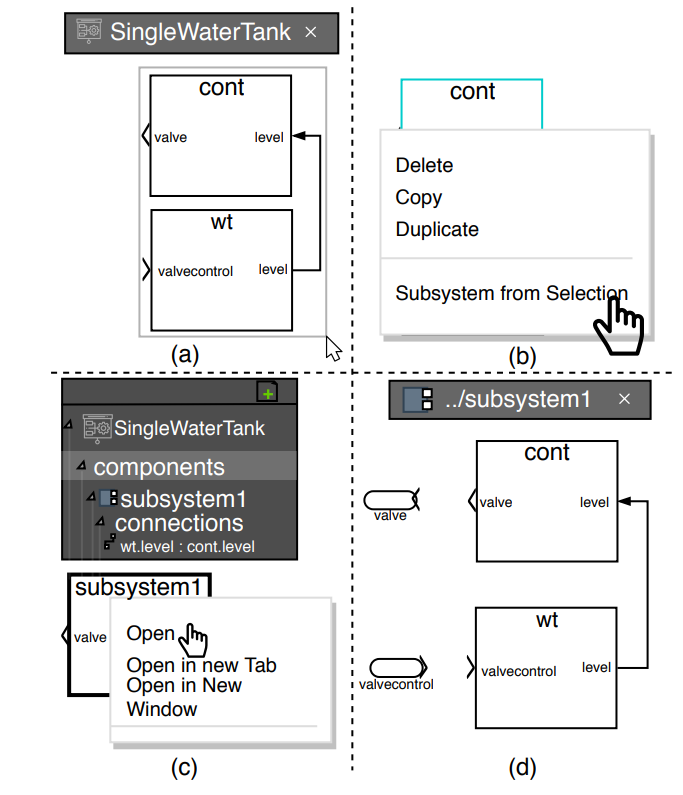 SingleWaterTank ×
cont
valve level
wt
valvecontrol level
(a)
cont
Delete
Copy
Duplicate
Subsystem from Selection
(b)
SingleWaterTank
components
subsystem1
connections
wt.level : cont.level
subsystem1
valve
Open
Open in new Tab
Open in New
Window
(c)
../subsystem1 ×
cont
valve level
valve
wt
valvecontrol level
valvecontrol
(d)